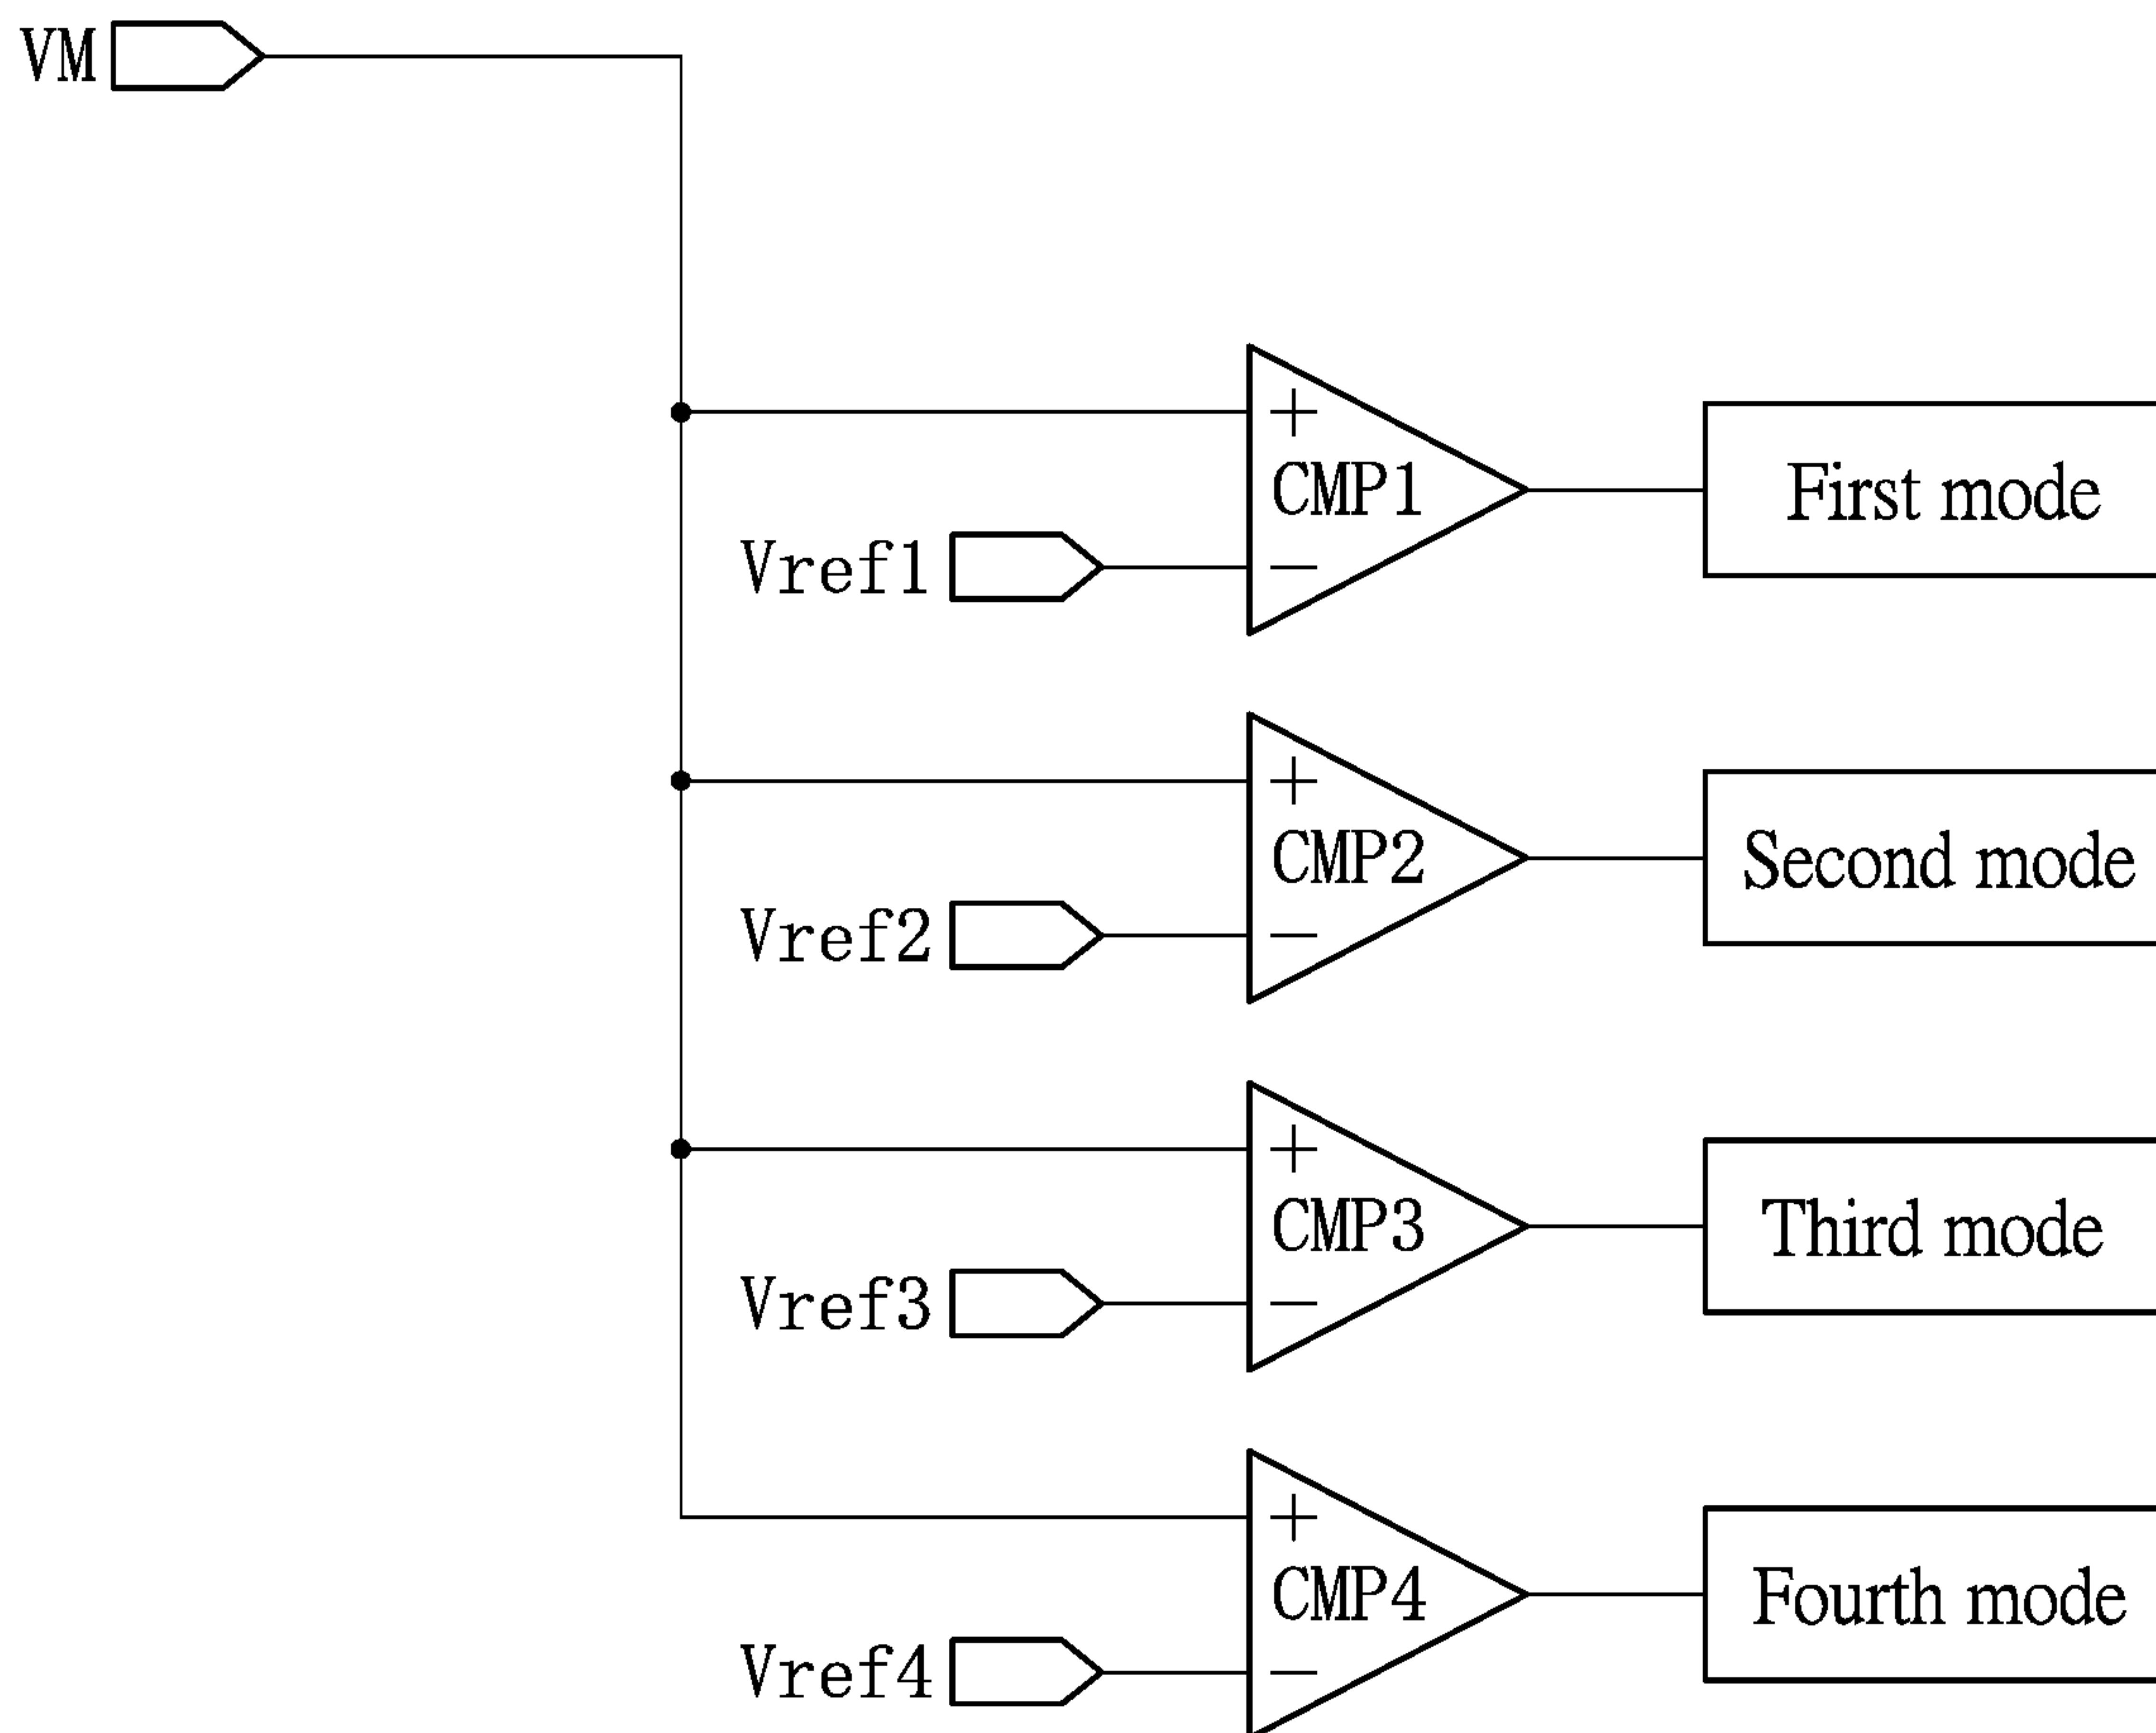 VM
+
CMP1
First mode
Vref1
−
+
CMP2
Second mode
Vref2
−
+
CMP3
Third mode
Vref3
−
+
CMP4
Fourth mode
Vref4
−